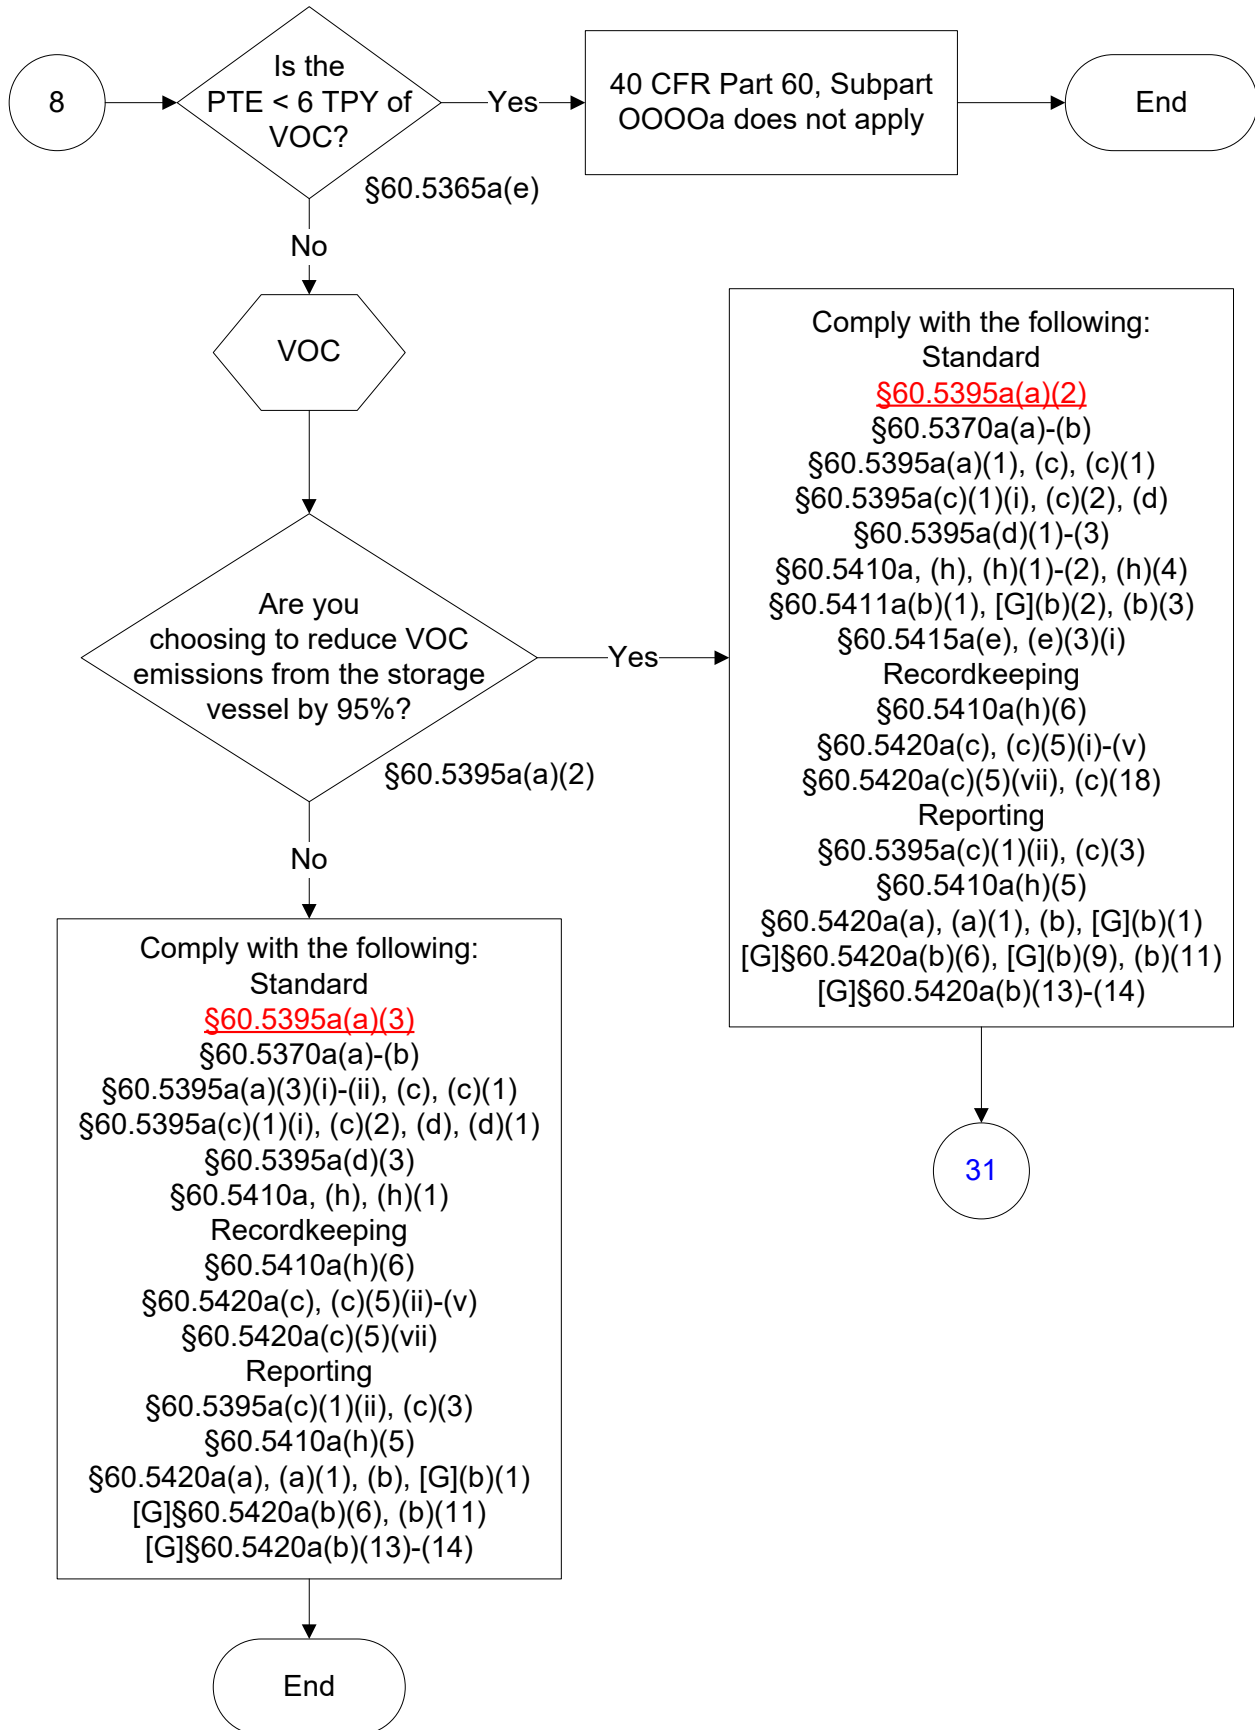 8
Is the
PTE < 6 TPY of
VOC?
Yes
40 CFR Part 60, Subpart
OOOOa does not apply
End
§60.5365a(e)
No
VOC
Are you
choosing to reduce VOC
emissions from the storage
vessel by 95%?
Yes
§60.5395a(a)(2)
No
Comply with the following:
Standard
§60.5395a(a)(2)
§60.5370a(a)-(b)
§60.5395a(a)(1), (c), (c)(1)
§60.5395a(c)(1)(i), (c)(2), (d)
§60.5395a(d)(1)-(3)
§60.5410a, (h), (h)(1)-(2), (h)(4)
§60.5411a(b)(1), [G](b)(2), (b)(3)
§60.5415a(e), (e)(3)(i)
Recordkeeping
§60.5410a(h)(6)
§60.5420a(c), (c)(5)(i)-(v)
§60.5420a(c)(5)(vii), (c)(18)
Reporting
§60.5395a(c)(1)(ii), (c)(3)
§60.5410a(h)(5)
§60.5420a(a), (a)(1), (b), [G](b)(1)
[G]§60.5420a(b)(6), [G](b)(9), (b)(11)
[G]§60.5420a(b)(13)-(14)
31
Comply with the following:
Standard
§60.5395a(a)(3)
§60.5370a(a)-(b)
§60.5395a(a)(3)(i)-(ii), (c), (c)(1)
§60.5395a(c)(1)(i), (c)(2), (d), (d)(1)
§60.5395a(d)(3)
§60.5410a, (h), (h)(1)
Recordkeeping
§60.5410a(h)(6)
§60.5420a(c), (c)(5)(ii)-(v)
§60.5420a(c)(5)(vii)
Reporting
§60.5395a(c)(1)(ii), (c)(3)
§60.5410a(h)(5)
§60.5420a(a), (a)(1), (b), [G](b)(1)
[G]§60.5420a(b)(6), (b)(11)
[G]§60.5420a(b)(13)-(14)
End